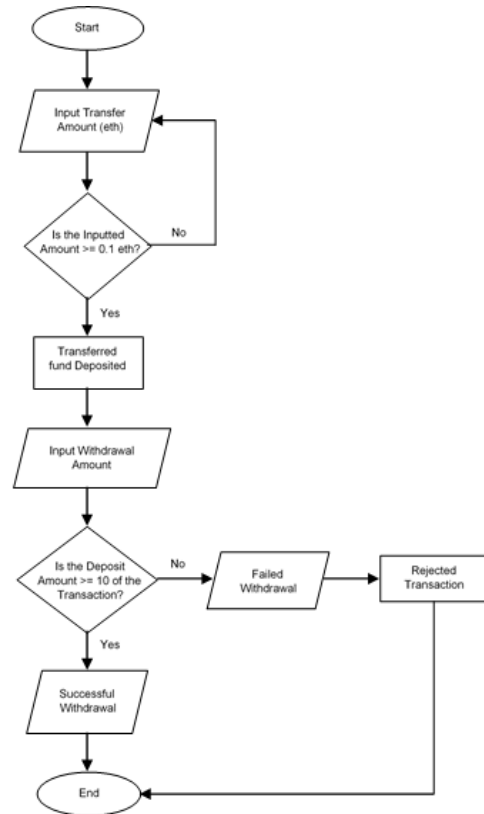 Start
Input Transfer
Amount (eth)
Is the Inputted
Amount >= 0.1 eth?
No
Yes
Transferred
fund Deposited
Input Withdrawal
Amount
Is the Deposit
Amount >= 10 of the
Transaction?
No
Failed
Withdrawal
Rejected
Transaction
Yes
Successful
Withdrawal
End